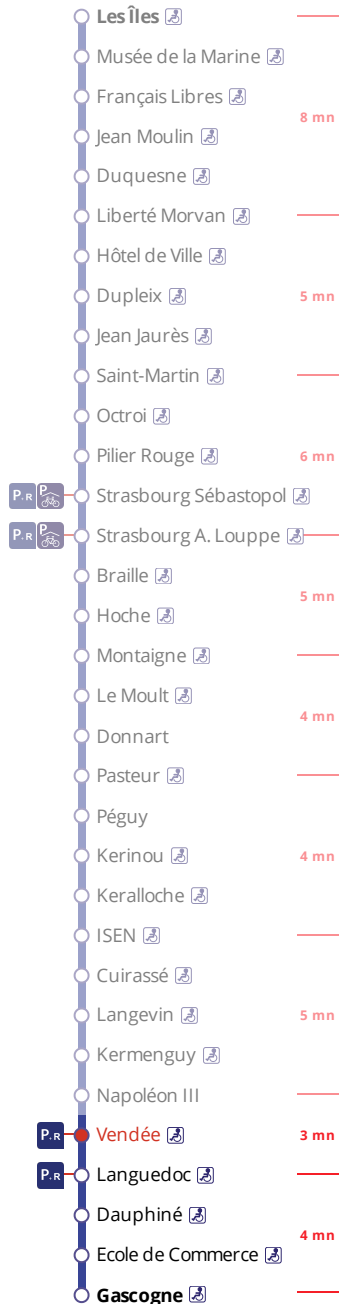 Les Îles
Musée de la Marine
Français Libres
8 mn
Jean Moulin
Duquesne
Liberté Morvan
Hôtel de Ville
Dupleix
5 mn
Jean Jaurès
Saint-Martin
Octroi
Pilier Rouge
6 mn
P+R P Strasbourg Sébastopol
P+R P Strasbourg A. Louppe
Braille
5 mn
Hoche
Montaigne
Le Moult
4 mn
Donnart
Pasteur
Péguy
Kerinou
4 mn
Keralloche
ISEN
Cuirassé
Langevin
5 mn
Kermenguy
Napoléon III
P+R Vendée
3 mn
P+R Languedoc
Dauphiné
4 mn
Ecole de Commerce
Gascogne